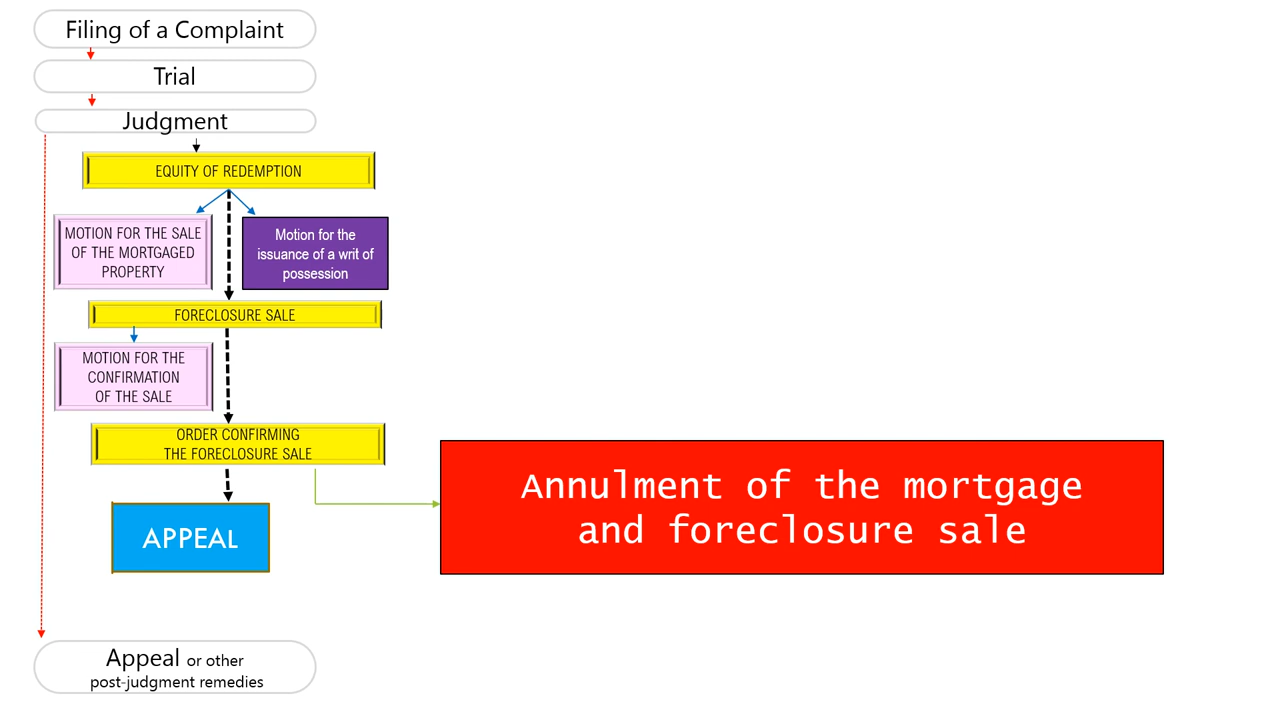 Filing of a Complaint
Trial
Judgment
EQUITY OF REDEMPTION
MOTION FOR THE SALE
OF THE MORTGAGED
PROPERTY
Motion for the
issuance of a writ of
possession
FORECLOSURE SALE
MOTION FOR THE
CONFIRMATION
OF THE SALE
ORDER CONFIRMING
THE FORECLOSURE SALE
Annulment of the mortgage
and foreclosure sale
APPEAL
Appeal or other
post-judgment remedies